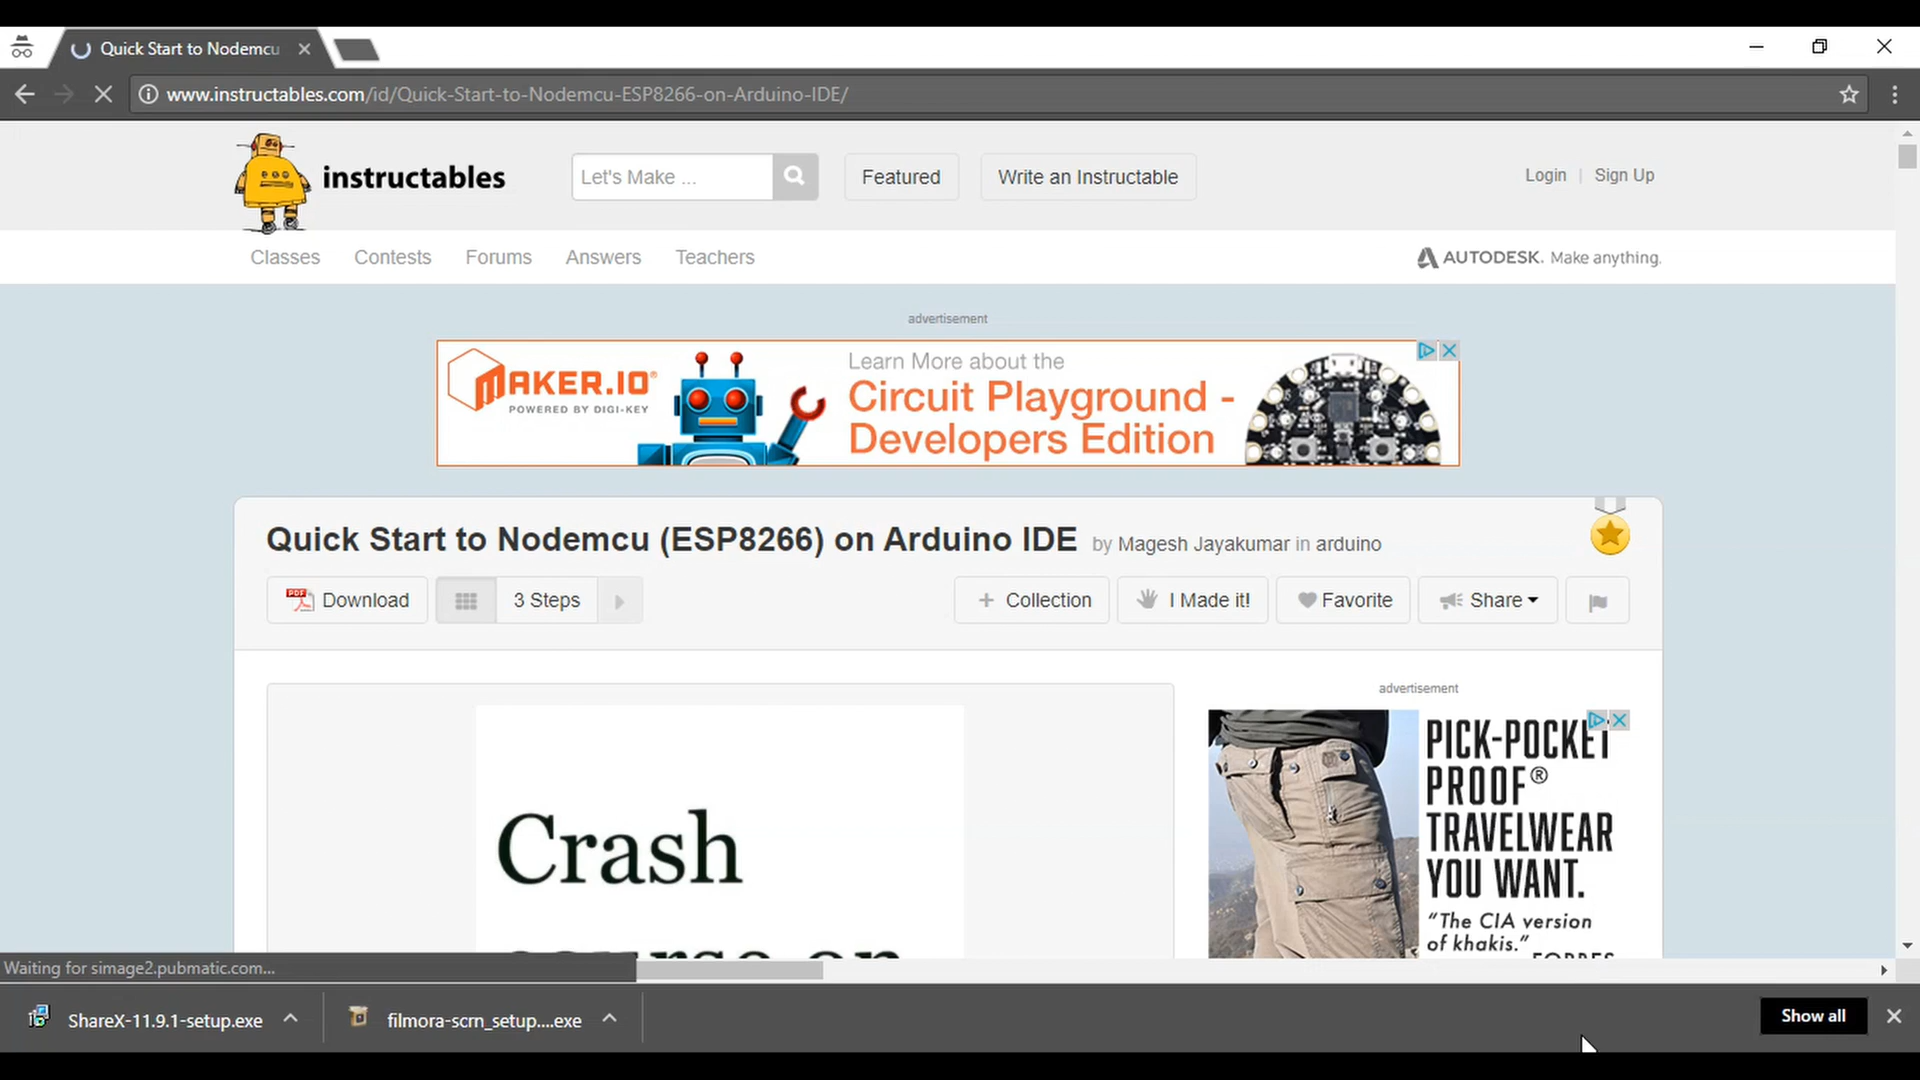 Quick Start to Nodemcu
www.instructables.com/id/Quick-Start-to-Nodemcu-ESP8266-on-Arduino-IDE/
instructables
Let's Make ...
Featured
Write an Instructable
Login | Sign Up
Classes
Contests
Forums
Answers
Teachers
AUTODESK. Make anything.
advertisement
MAKER.IO®
POWERED BY DIGI-KEY
Learn More about the
Circuit Playground -
Developers Edition
Quick Start to Nodemcu (ESP8266) on Arduino IDE by Magesh Jayakumar in arduino
PDF Download
3 Steps
+ Collection
I Made it!
Favorite
Share
advertisement
Crash
course on
PICK-POCKET
PROOF®
TRAVELWEAR
YOU WANT.
“The CIA version
of khakis.”
FORBES
Waiting for simage2.pubmatic.com...
ShareX-11.9.1-setup.exe
filmora-scrn_setup....exe
Show all